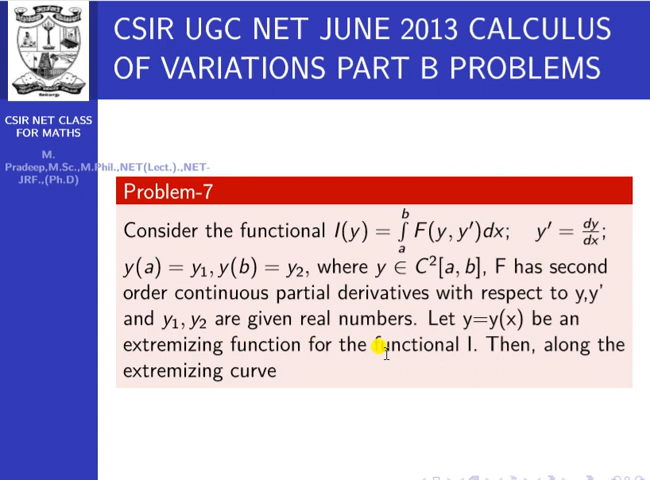 CSIR UGC NET JUNE 2013 CALCULUS
OF VARIATIONS PART B PROBLEMS
CSIR NET CLASS
FOR MATHS
M.
Pradeep,M.Sc.,M.Phil.,NET(Lect.).,NET-
JRF.,(Ph.D)
Problem-7
Consider the functional I(y) = ∫_a^b F(y, y')dx;   y' = dy/dx;
y(a) = y₁, y(b) = y₂, where y ∈ C²[a, b], F has second
order continuous partial derivatives with respect to y,y'
and y₁, y₂ are given real numbers. Let y=y(x) be an
extremizing function for the functional I. Then, along the
extremizing curve